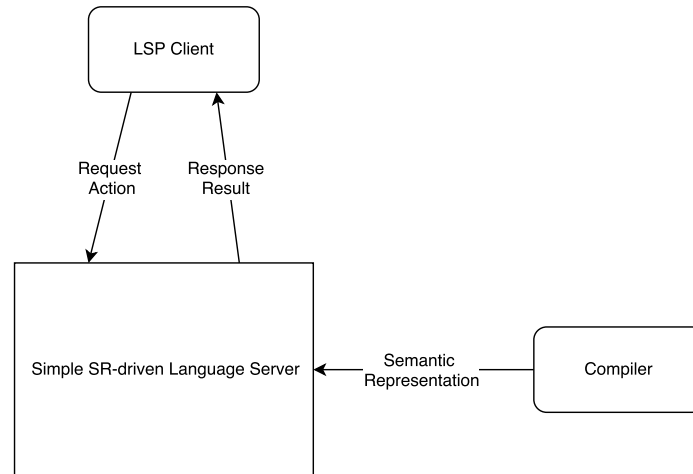 LSP Client
Request
Action
Response
Result
Simple SR-driven Language Server
Semantic
Representation
Compiler